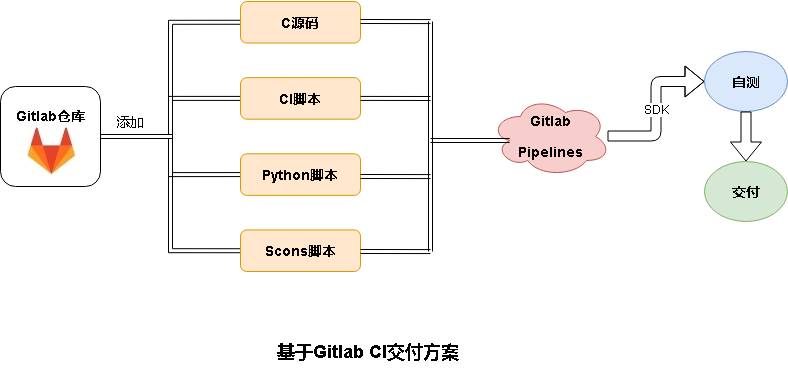 C源码
CI脚本
Gitlab仓库
添加
Gitlab
Pipelines
SDK
自测
Python脚本
交付
Scons脚本
基于Gitlab CI交付方案